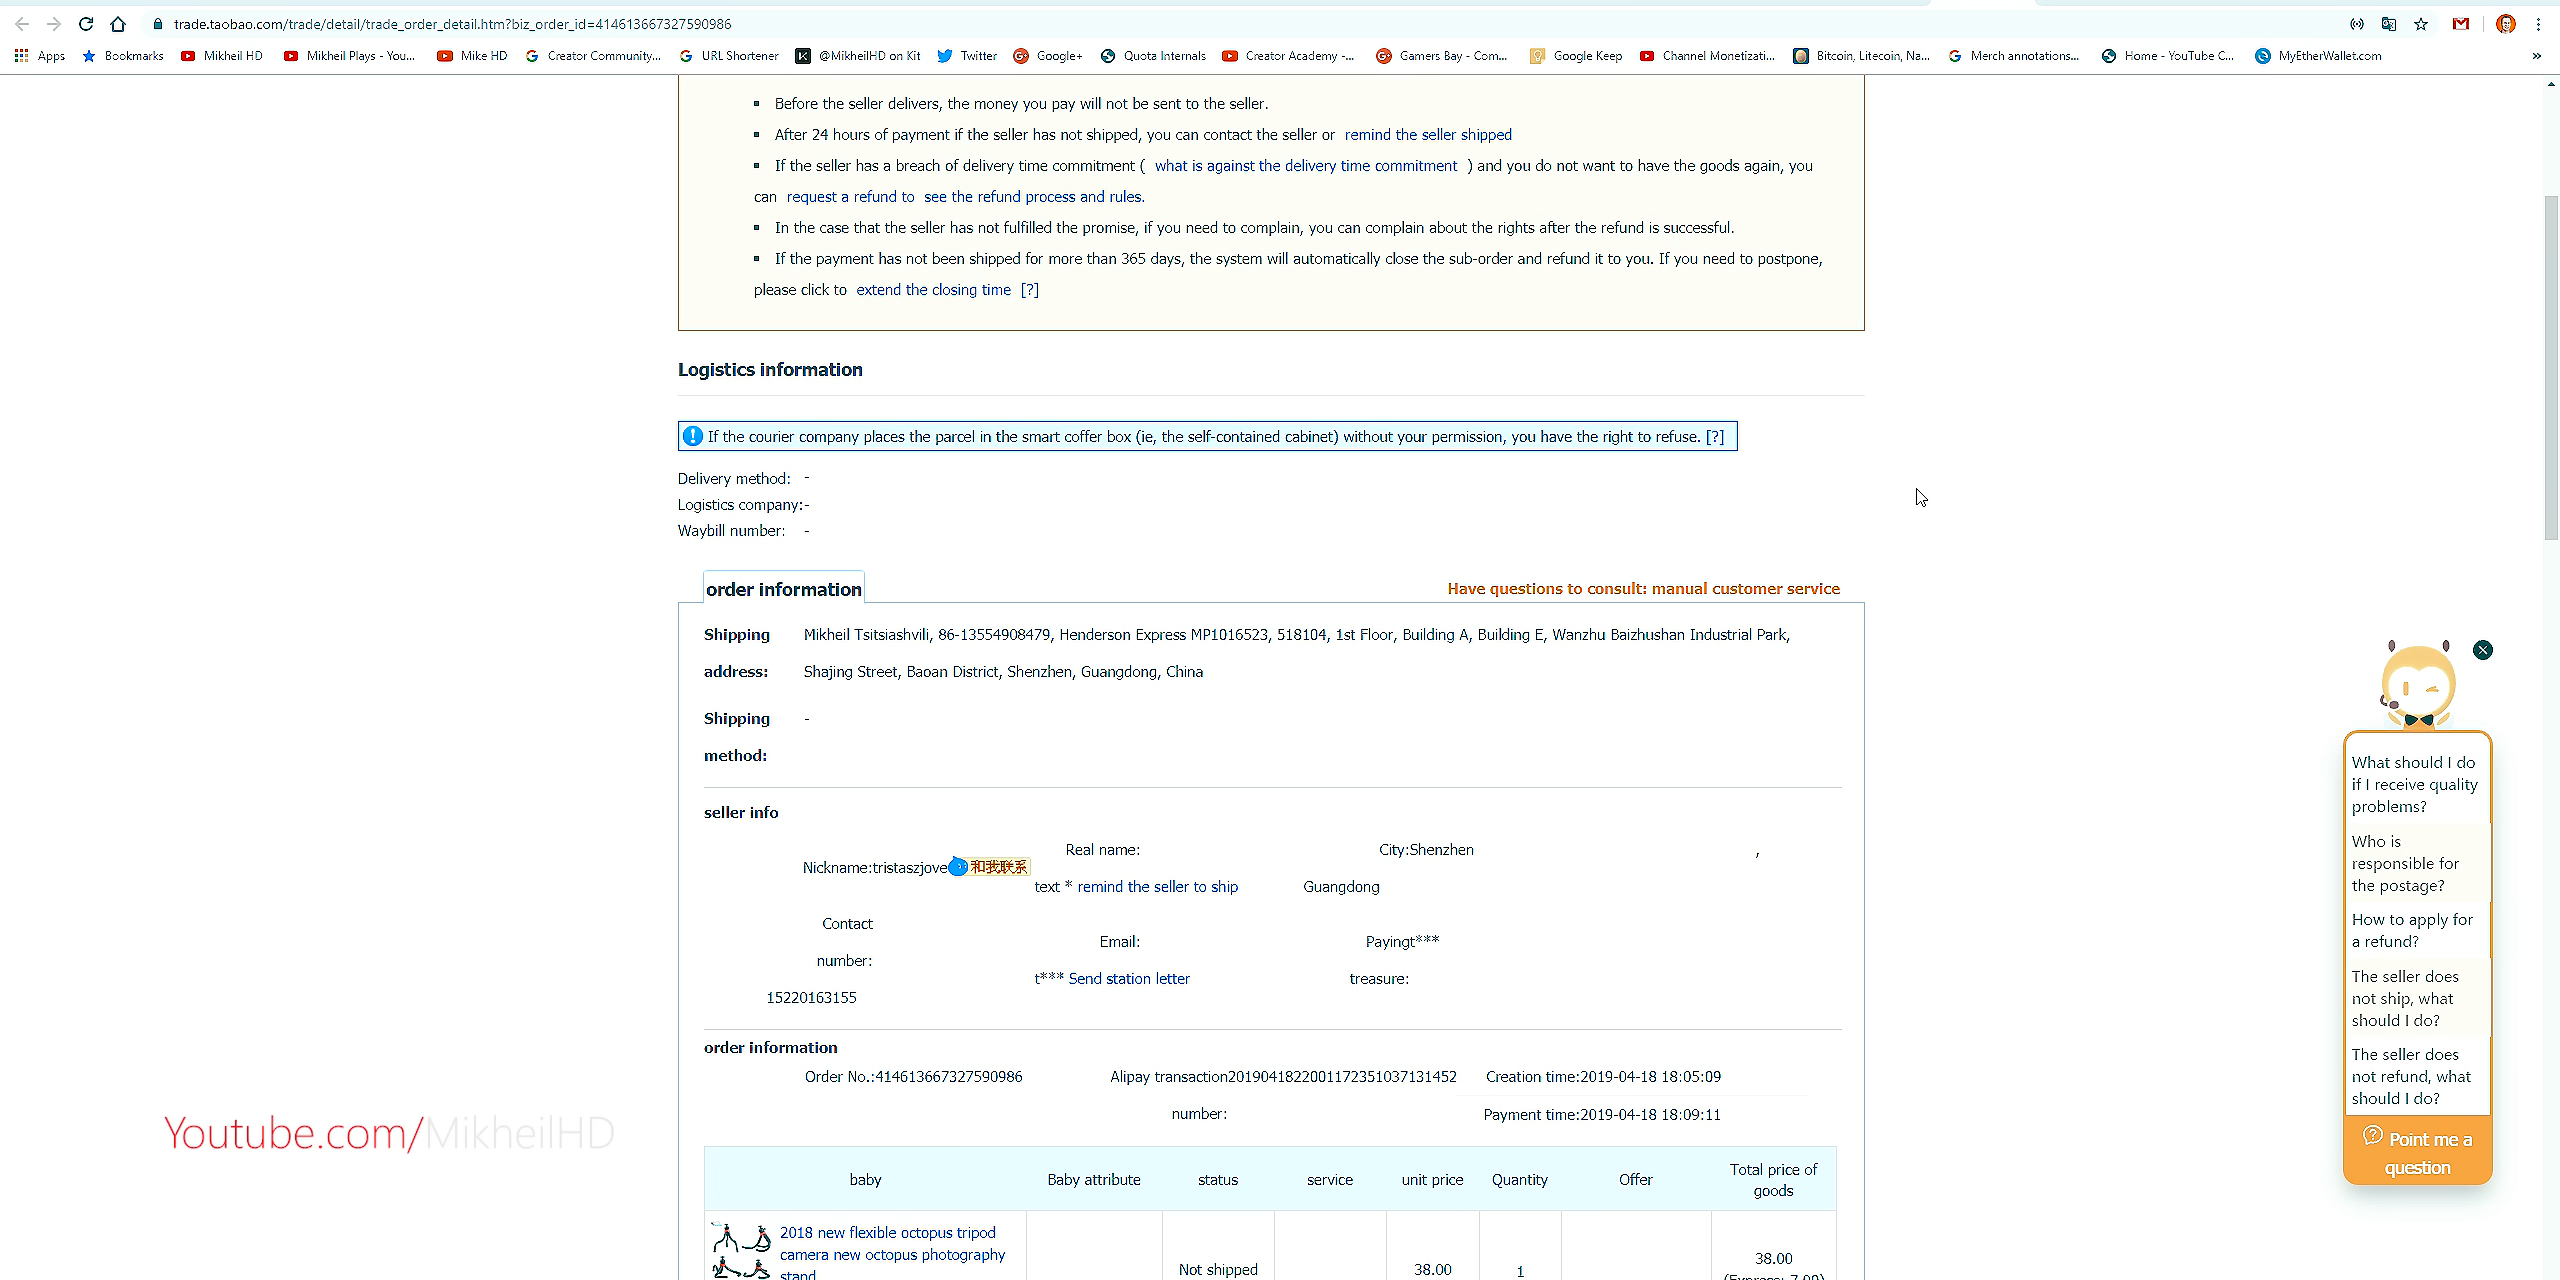 trade.taobao.com/trade/detail/trade_order_detail.htm?biz_order_id=414613667327590986
Apps Bookmarks Mikheil HD Mikheil Plays - You... Mike HD Creator Community... URL Shortener @MikheilHD on Kit Twitter Google+ Quota Internals Creator Academy -... Gamers Bay - Com... Google Keep Channel Monetizati... Bitcoin, Litecoin, Na... Merch annotations... Home - YouTube C... MyEtherWallet.com »
Before the seller delivers, the money you pay will not be sent to the seller.
After 24 hours of payment if the seller has not shipped, you can contact the seller or remind the seller shipped
If the seller has a breach of delivery time commitment ( what is against the delivery time commitment ) and you do not want to have the goods again, you
can request a refund to see the refund process and rules.
In the case that the seller has not fulfilled the promise, if you need to complain, you can complain about the rights after the refund is successful.
If the payment has not been shipped for more than 365 days, the system will automatically close the sub-order and refund it to you. If you need to postpone,
please click to extend the closing time [?]
Logistics information
If the courier company places the parcel in the smart coffer box (ie, the self-contained cabinet) without your permission, you have the right to refuse. [?]
Delivery method: -
Logistics company:-
Waybill number: -
order information
Have questions to consult: manual customer service
Shipping Mikheil Tsitsiashvili, 86-13554908479, Henderson Express MP1016523, 518104, 1st Floor, Building A, Building E, Wanzhu Baizhushan Industrial Park,
address: Shajing Street, Baoan District, Shenzhen, Guangdong, China
Shipping -
method:
seller info
Nickname:tristaszjove 和我联系
Real name:
text * remind the seller to ship
City:Shenzhen ,
Guangdong
Contact
number:
15220163155
Email:
t*** Send station letter
Payingt***
treasure:
order information
Order No.:414613667327590986
Alipay transaction2019041822001172351037131452
number:
Creation time:2019-04-18 18:05:09
Payment time:2019-04-18 18:09:11
baby Baby attribute status service unit price Quantity Offer Total price of
goods
2018 new flexible octopus tripod
camera new octopus photography
stand
Not shipped 38.00 1 38.00
(Express: 7.00)
What should I do
if I receive quality
problems?
Who is
responsible for
the postage?
How to apply for
a refund?
The seller does
not ship, what
should I do?
The seller does
not refund, what
should I do?
Point me a
question
Youtube.com/MikheilHD